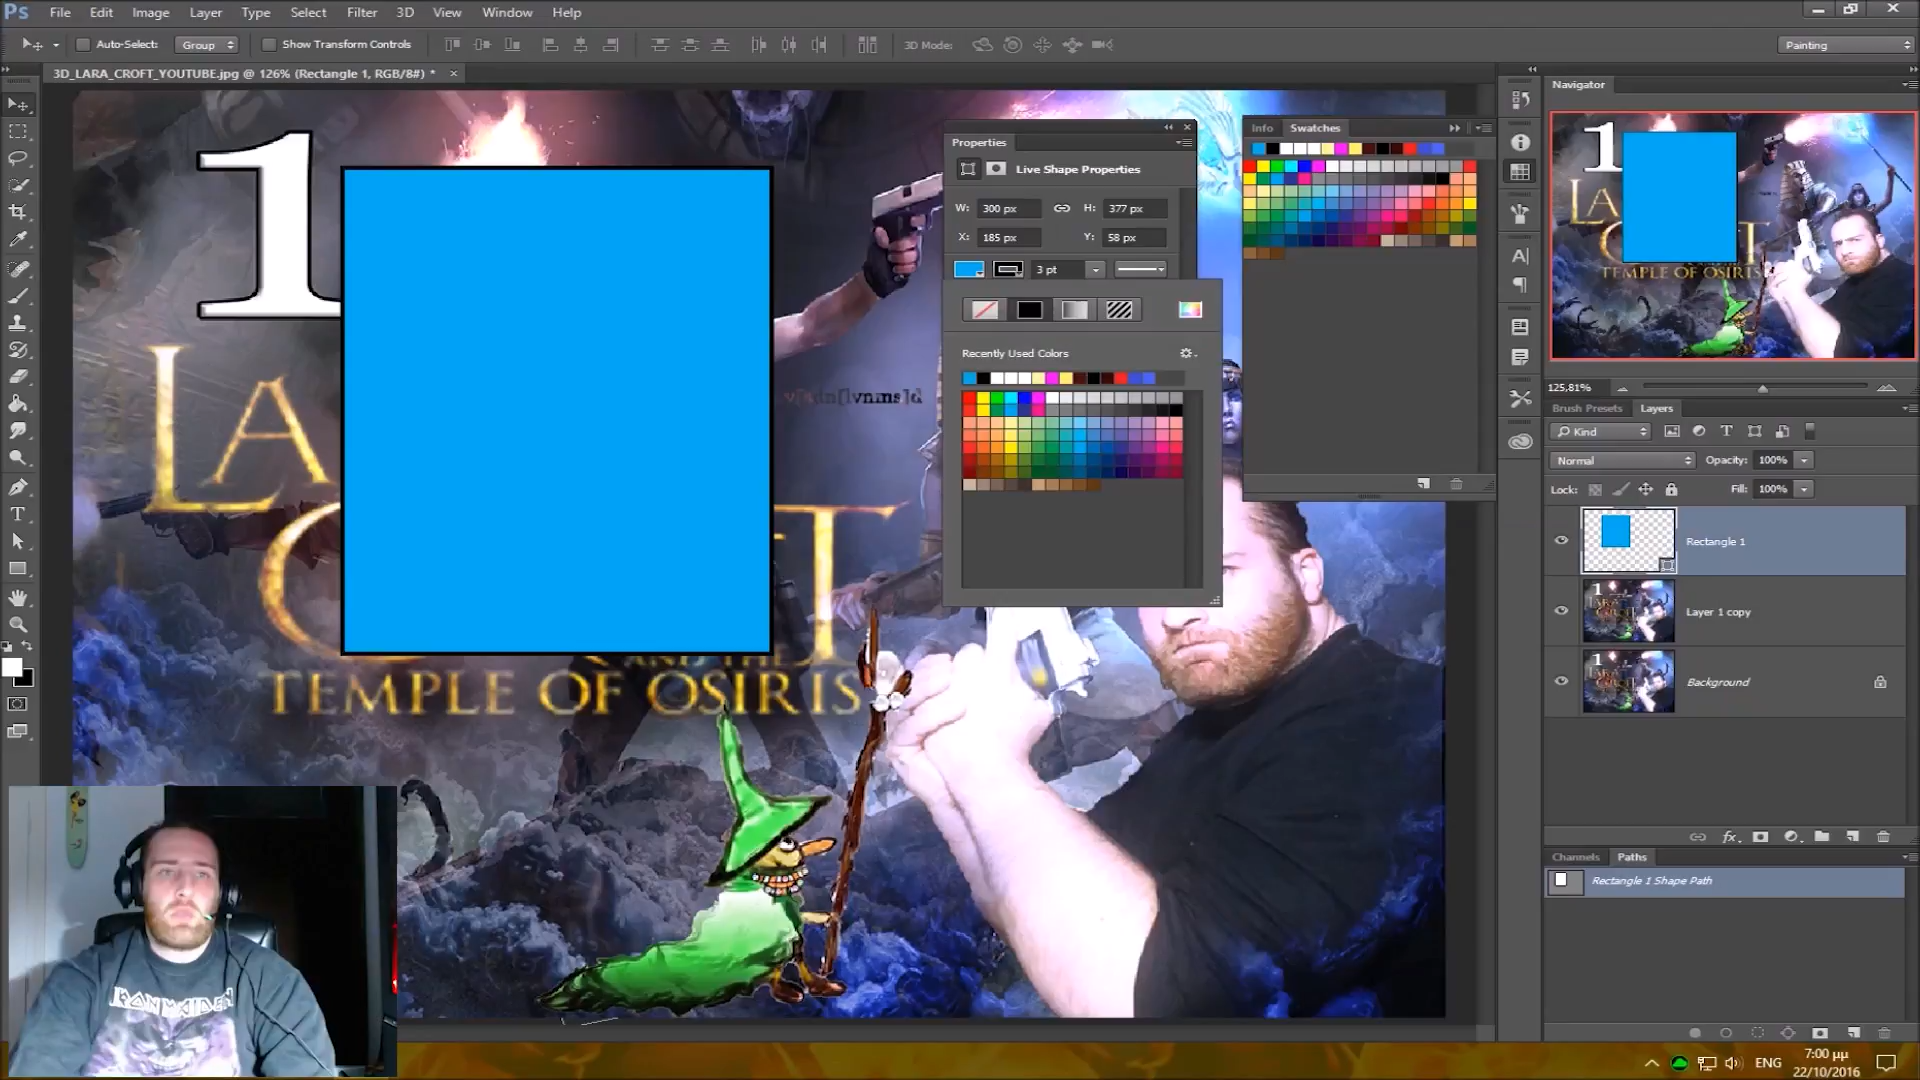 Ps File Edit Image Layer Type Select Filter 3D View Window Help
Auto-Select: Group Show Transform Controls 3D Mode: Painting
3D_LARA_CROFT_YOUTUBE.jpg @ 126% (Rectangle 1, RGB/8#) * ×
1
Properties
Live Shape Properties
W: 300 px H: 377 px
X: 185 px Y: 58 px
3 pt
Recently Used Colors
Info Swatches
AND THE
TEMPLE OF OSIRIS
IRON MAIDEN
Navigator
125,81%
Brush Presets Layers
Kind
Normal Opacity: 100%
Lock: Fill: 100%
Rectangle 1
Layer 1 copy
Background
Channels Paths
Rectangle 1 Shape Path
ENG 7:00 μμ
22/10/2016